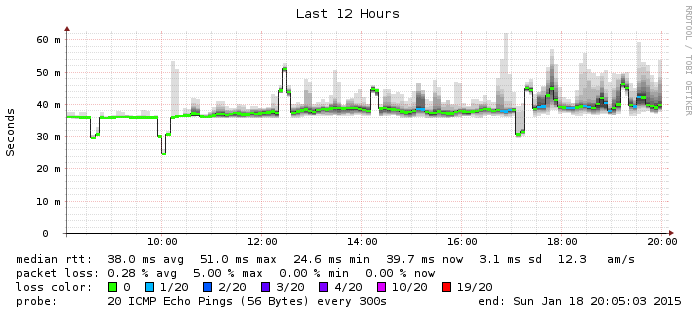 Last 12 Hours
RRDTOOL / TOBI OETIKER
Seconds
60 m
50 m
40 m
30 m
20 m
10 m
0
10:00 12:00 14:00 16:00 18:00 20:00
median rtt: 38.0 ms avg 51.0 ms max 24.6 ms min 39.7 ms now 3.1 ms sd 12.3 am/s
packet loss: 0.28 % avg 5.00 % max 0.00 % min 0.00 % now
loss color: 0 1/20 2/20 3/20 4/20 10/20 19/20
probe: 20 ICMP Echo Pings (56 Bytes) every 300s end: Sun Jan 18 20:05:03 2015